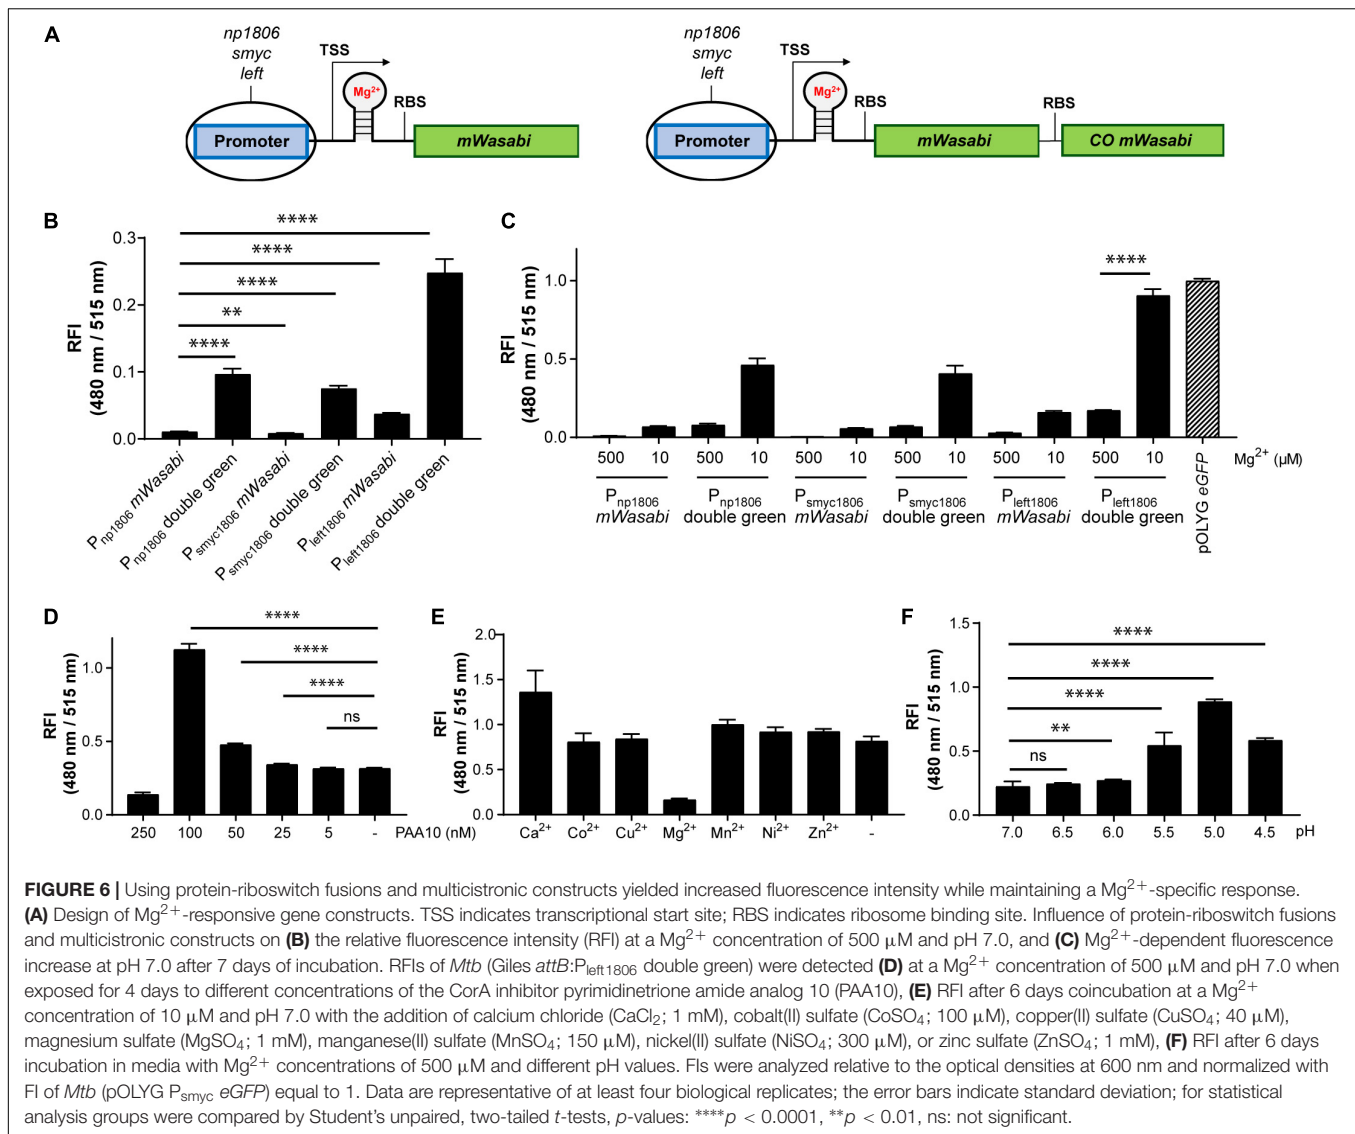 A
np1806
smyc
left
TSS
Mg²⁺
RBS
Promoter
mWasabi
np1806
smyc
left
TSS
Mg²⁺
RBS
RBS
Promoter
mWasabi
CO mWasabi
B
RFI
(480 nm / 515 nm)
0.3
0.2
0.1
0.0
****
****
****
**
****
Pnp1806 mWasabi
Pnp1806 double green
Psmyc1806 mWasabi
Psmyc1806 double green
Pleft1806 mWasabi
Pleft1806 double green
C
RFI
(480 nm / 515 nm)
1.0
0.5
0.0
****
500 10 500 10 500 10 500 10 500 10 500 10 Mg²⁺ (µM)
Pnp1806 Pnp1806 Psmyc1806 Psmyc1806 Pleft1806 Pleft1806
mWasabi double green mWasabi double green mWasabi double green
pOLYG eGFP
D
RFI
(480 nm / 515 nm)
1.0
0.5
0.0
****
****
****
ns
250 100 50 25 5 - PAA10 (nM)
E
RFI
(480 nm / 515 nm)
2.0
1.5
1.0
0.5
0.0
Ca²⁺ Co²⁺ Cu²⁺ Mg²⁺ Mn²⁺ Ni²⁺ Zn²⁺ -
F
RFI
(480 nm / 515 nm)
1.5
1.0
0.5
0.0
****
****
****
**
ns
7.0 6.5 6.0 5.5 5.0 4.5 pH
FIGURE 6 | Using protein-riboswitch fusions and multicistronic constructs yielded increased fluorescence intensity while maintaining a Mg²⁺-specific response.
(A) Design of Mg²⁺-responsive gene constructs. TSS indicates transcriptional start site; RBS indicates ribosome binding site. Influence of protein-riboswitch fusions
and multicistronic constructs on (B) the relative fluorescence intensity (RFI) at a Mg²⁺ concentration of 500 µM and pH 7.0, and (C) Mg²⁺-dependent fluorescence
increase at pH 7.0 after 7 days of incubation. RFIs of Mtb (Giles attB:Pleft1806 double green) were detected (D) at a Mg²⁺ concentration of 500 µM and pH 7.0 when
exposed for 4 days to different concentrations of the CorA inhibitor pyrimidinetrione amide analog 10 (PAA10), (E) RFI after 6 days coincubation at a Mg²⁺
concentration of 10 µM and pH 7.0 with the addition of calcium chloride (CaCl₂; 1 mM), cobalt(II) sulfate (CoSO₄; 100 µM), copper(II) sulfate (CuSO₄; 40 µM),
magnesium sulfate (MgSO₄; 1 mM), manganese(II) sulfate (MnSO₄; 150 µM), nickel(II) sulfate (NiSO₄; 300 µM), or zinc sulfate (ZnSO₄; 1 mM), (F) RFI after 6 days
incubation in media with Mg²⁺ concentrations of 500 µM and different pH values. FIs were analyzed relative to the optical densities at 600 nm and normalized with
FI of Mtb (pOLYG Psmyc eGFP) equal to 1. Data are representative of at least four biological replicates; the error bars indicate standard deviation; for statistical
analysis groups were compared by Student's unpaired, two-tailed t-tests, p-values: ****p < 0.0001, **p < 0.01, ns: not significant.